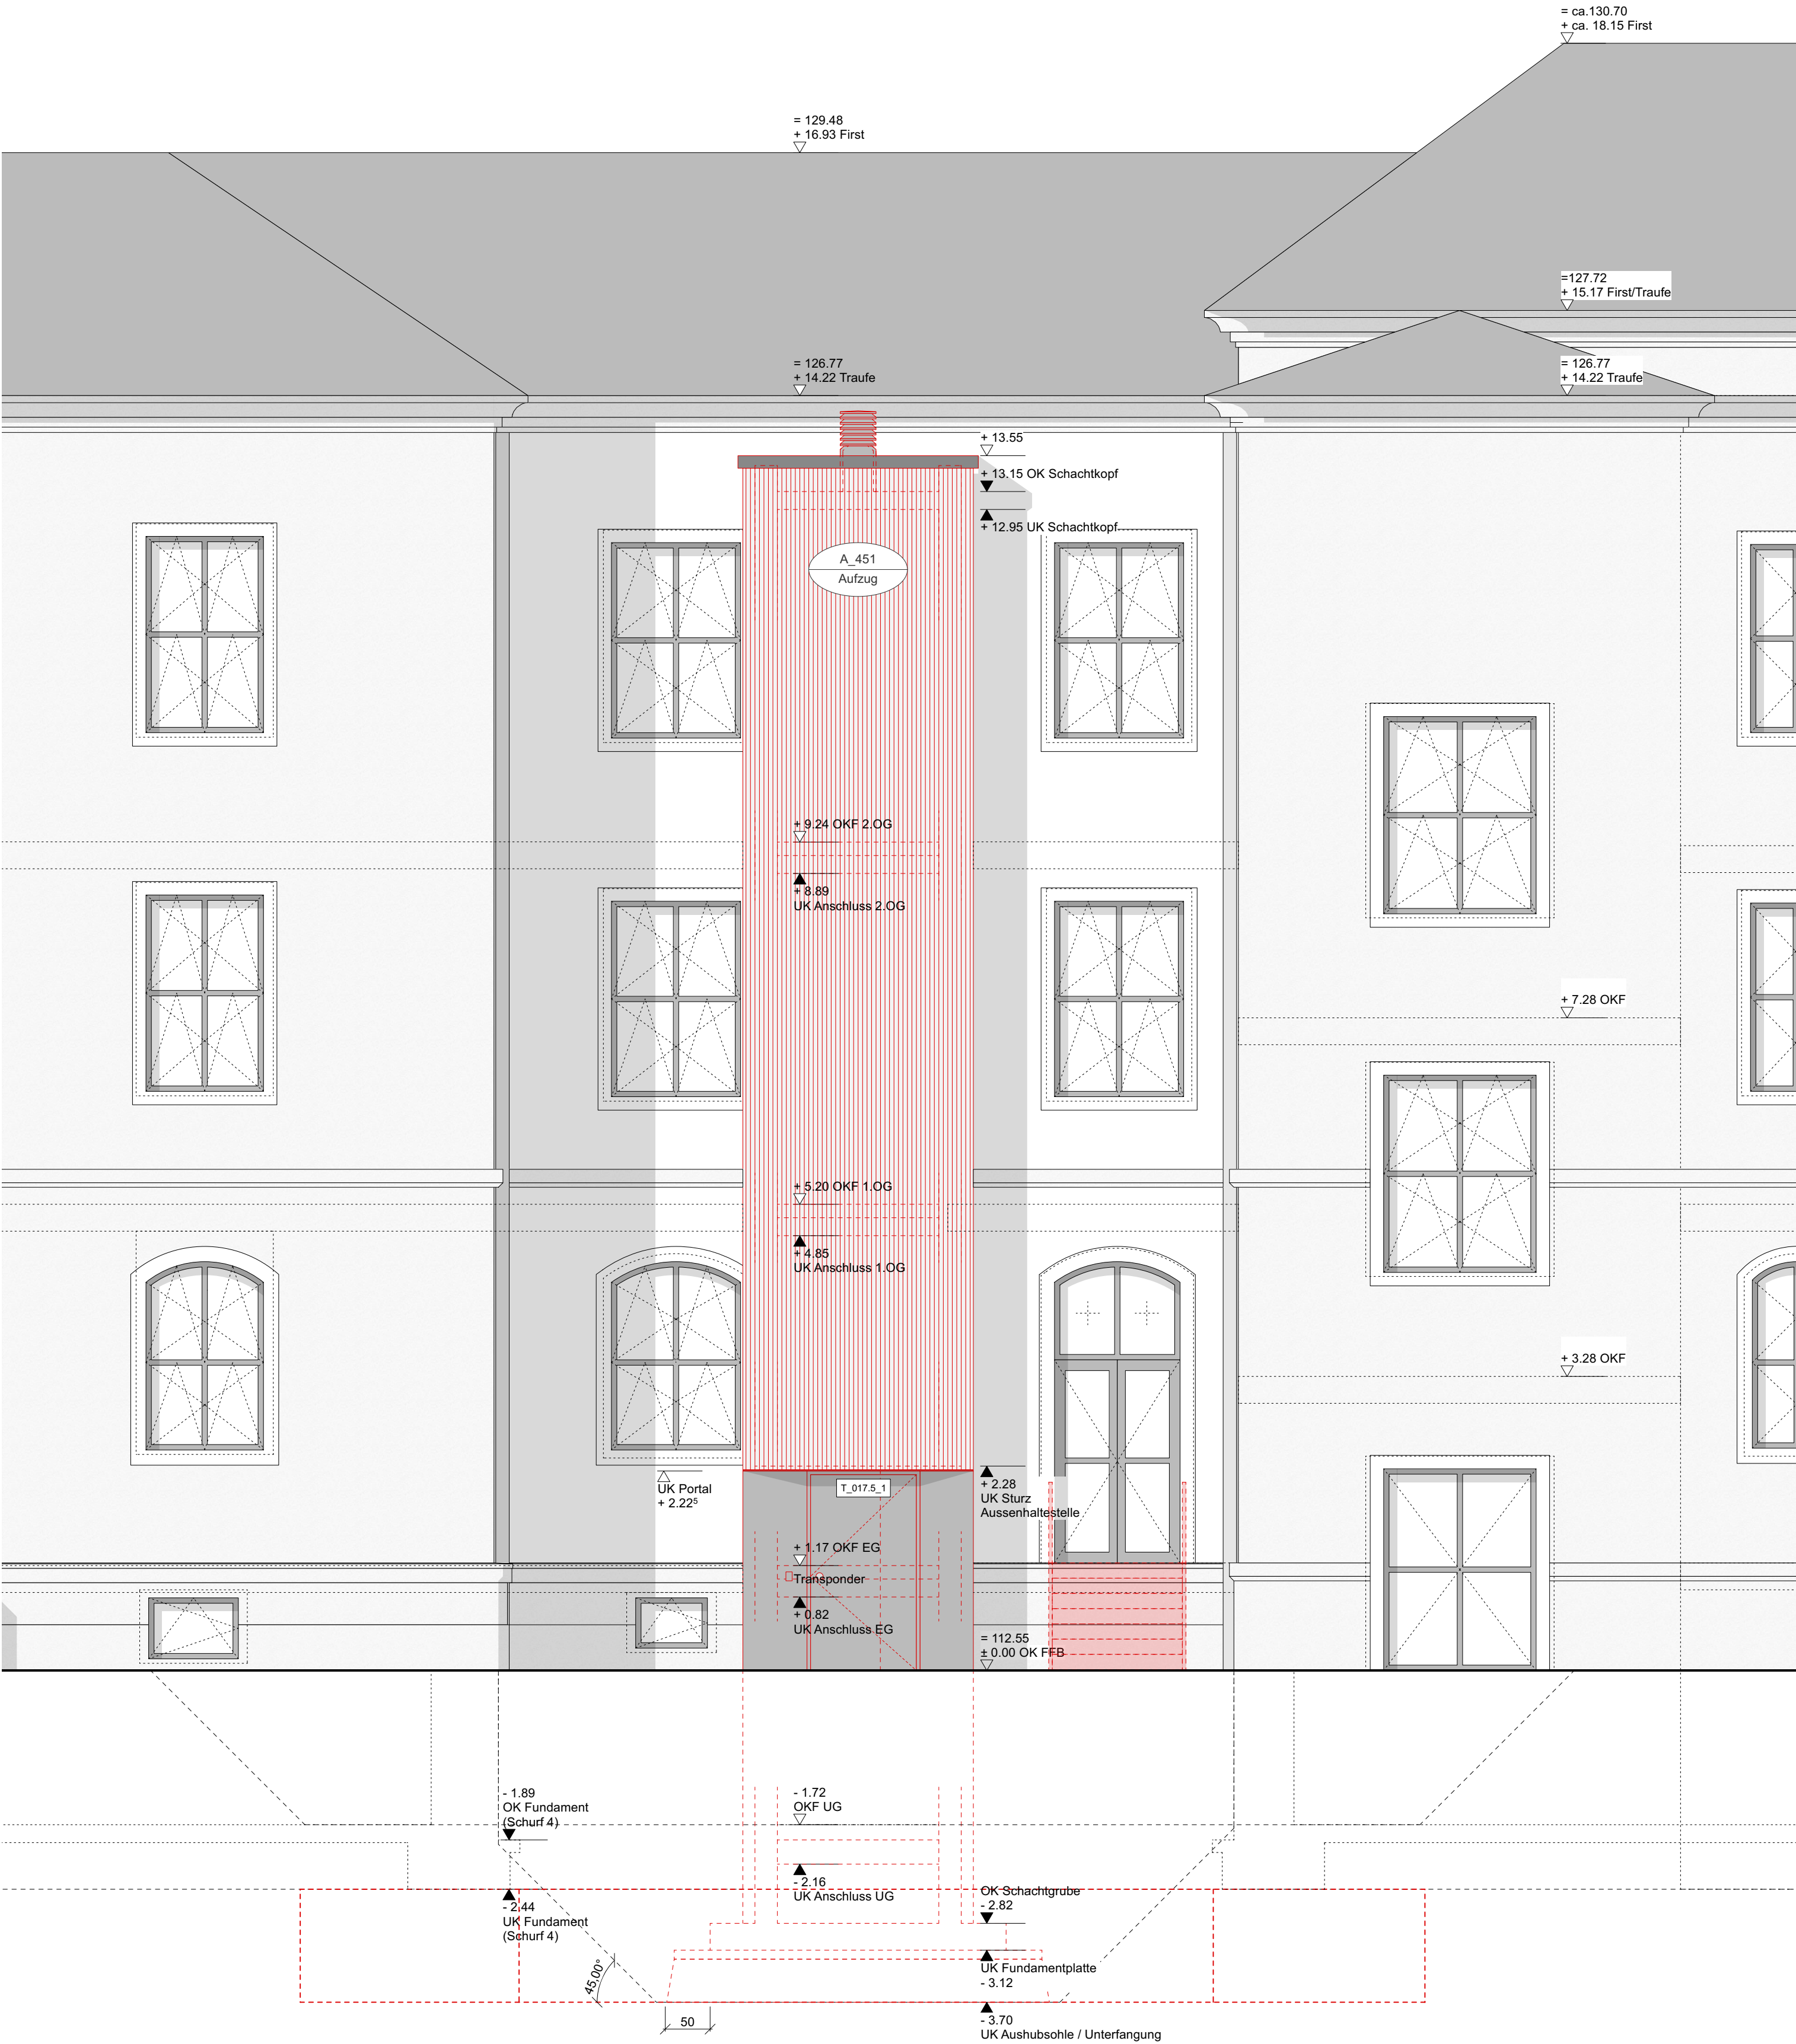 = ca.130.70
+ ca. 18.15 First
= 129.48
+ 16.93 First
=127.72
+ 15.17 First/Traufe
= 126.77
+ 14.22 Traufe
= 126.77
+ 14.22 Traufe
+ 13.55
+ 13.15 OK Schachtkopf
+ 12.95 UK Schachtkopf
A_451
Aufzug
+ 9.24 OKF 2.OG
+ 8.89
UK Anschluss 2.OG
+ 7.28 OKF
+ 5.20 OKF 1.OG
+ 4.85
UK Anschluss 1.OG
+ 3.28 OKF
UK Portal
+ 2.22⁵
T_017.5_1
+ 2.28
UK Sturz
Aussenhaltestelle
+ 1.17 OKF EG
Transponder
+ 0.82
UK Anschluss EG
= 112.55
± 0.00 OK FFB
- 1.89
OK Fundament
(Schurf 4)
- 1.72
OKF UG
- 2.16
UK Anschluss UG
- 2.44
UK Fundament
(Schurf 4)
OK Schachtgrube
- 2.82
UK Fundamentplatte
- 3.12
45.00°
50
- 3.70
UK Aushubsohle / Unterfangung